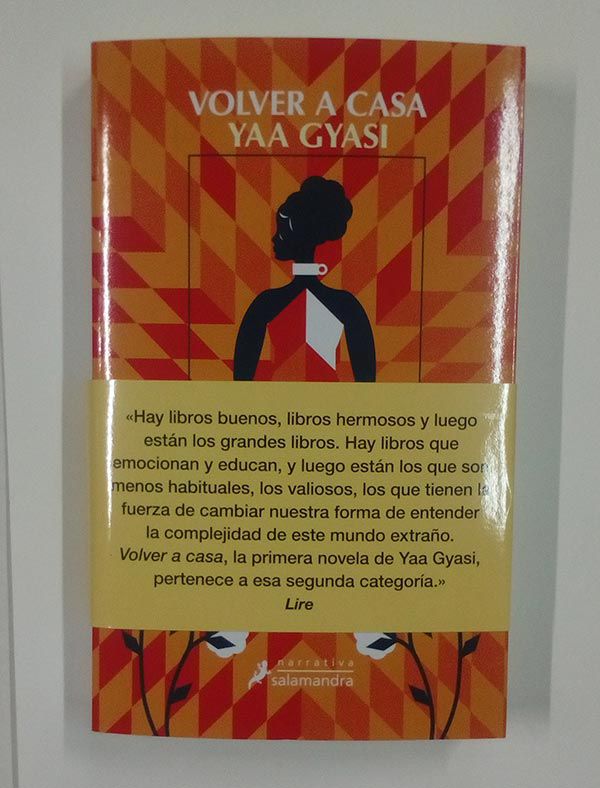 VOLVER A CASA
YAA GYASI
«Hay libros buenos, libros hermosos y luego
están los grandes libros. Hay libros que
emocionan y educan, y luego están los que son
menos habituales, los valiosos, los que tienen la
fuerza de cambiar nuestra forma de entender
la complejidad de este mundo extraño.
Volver a casa, la primera novela de Yaa Gyasi,
pertenece a esa segunda categoría.»
Lire
narrativa
salamandra